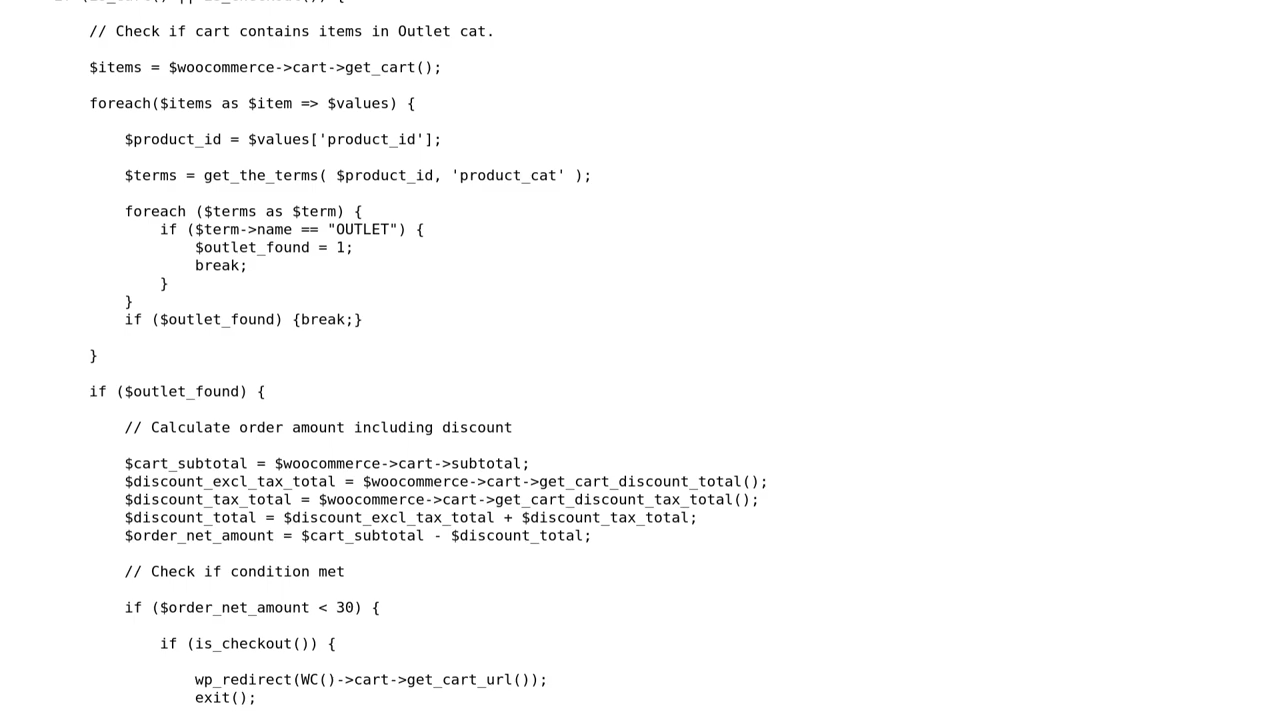 // Check if cart contains items in Outlet cat.
$items = $woocommerce->cart->get_cart();
foreach($items as $item => $values) {
$product_id = $values['product_id'];
$terms = get_the_terms( $product_id, 'product_cat' );
foreach ($terms as $term) {
if ($term->name == "OUTLET") {
$outlet_found = 1;
break;
}
}
if ($outlet_found) {break;}
}
if ($outlet_found) {
// Calculate order amount including discount
$cart_subtotal = $woocommerce->cart->subtotal;
$discount_excl_tax_total = $woocommerce->cart->get_cart_discount_total();
$discount_tax_total = $woocommerce->cart->get_cart_discount_tax_total();
$discount_total = $discount_excl_tax_total + $discount_tax_total;
$order_net_amount = $cart_subtotal - $discount_total;
// Check if condition met
if ($order_net_amount < 30) {
if (is_checkout()) {
wp_redirect(WC()->cart->get_cart_url());
exit();